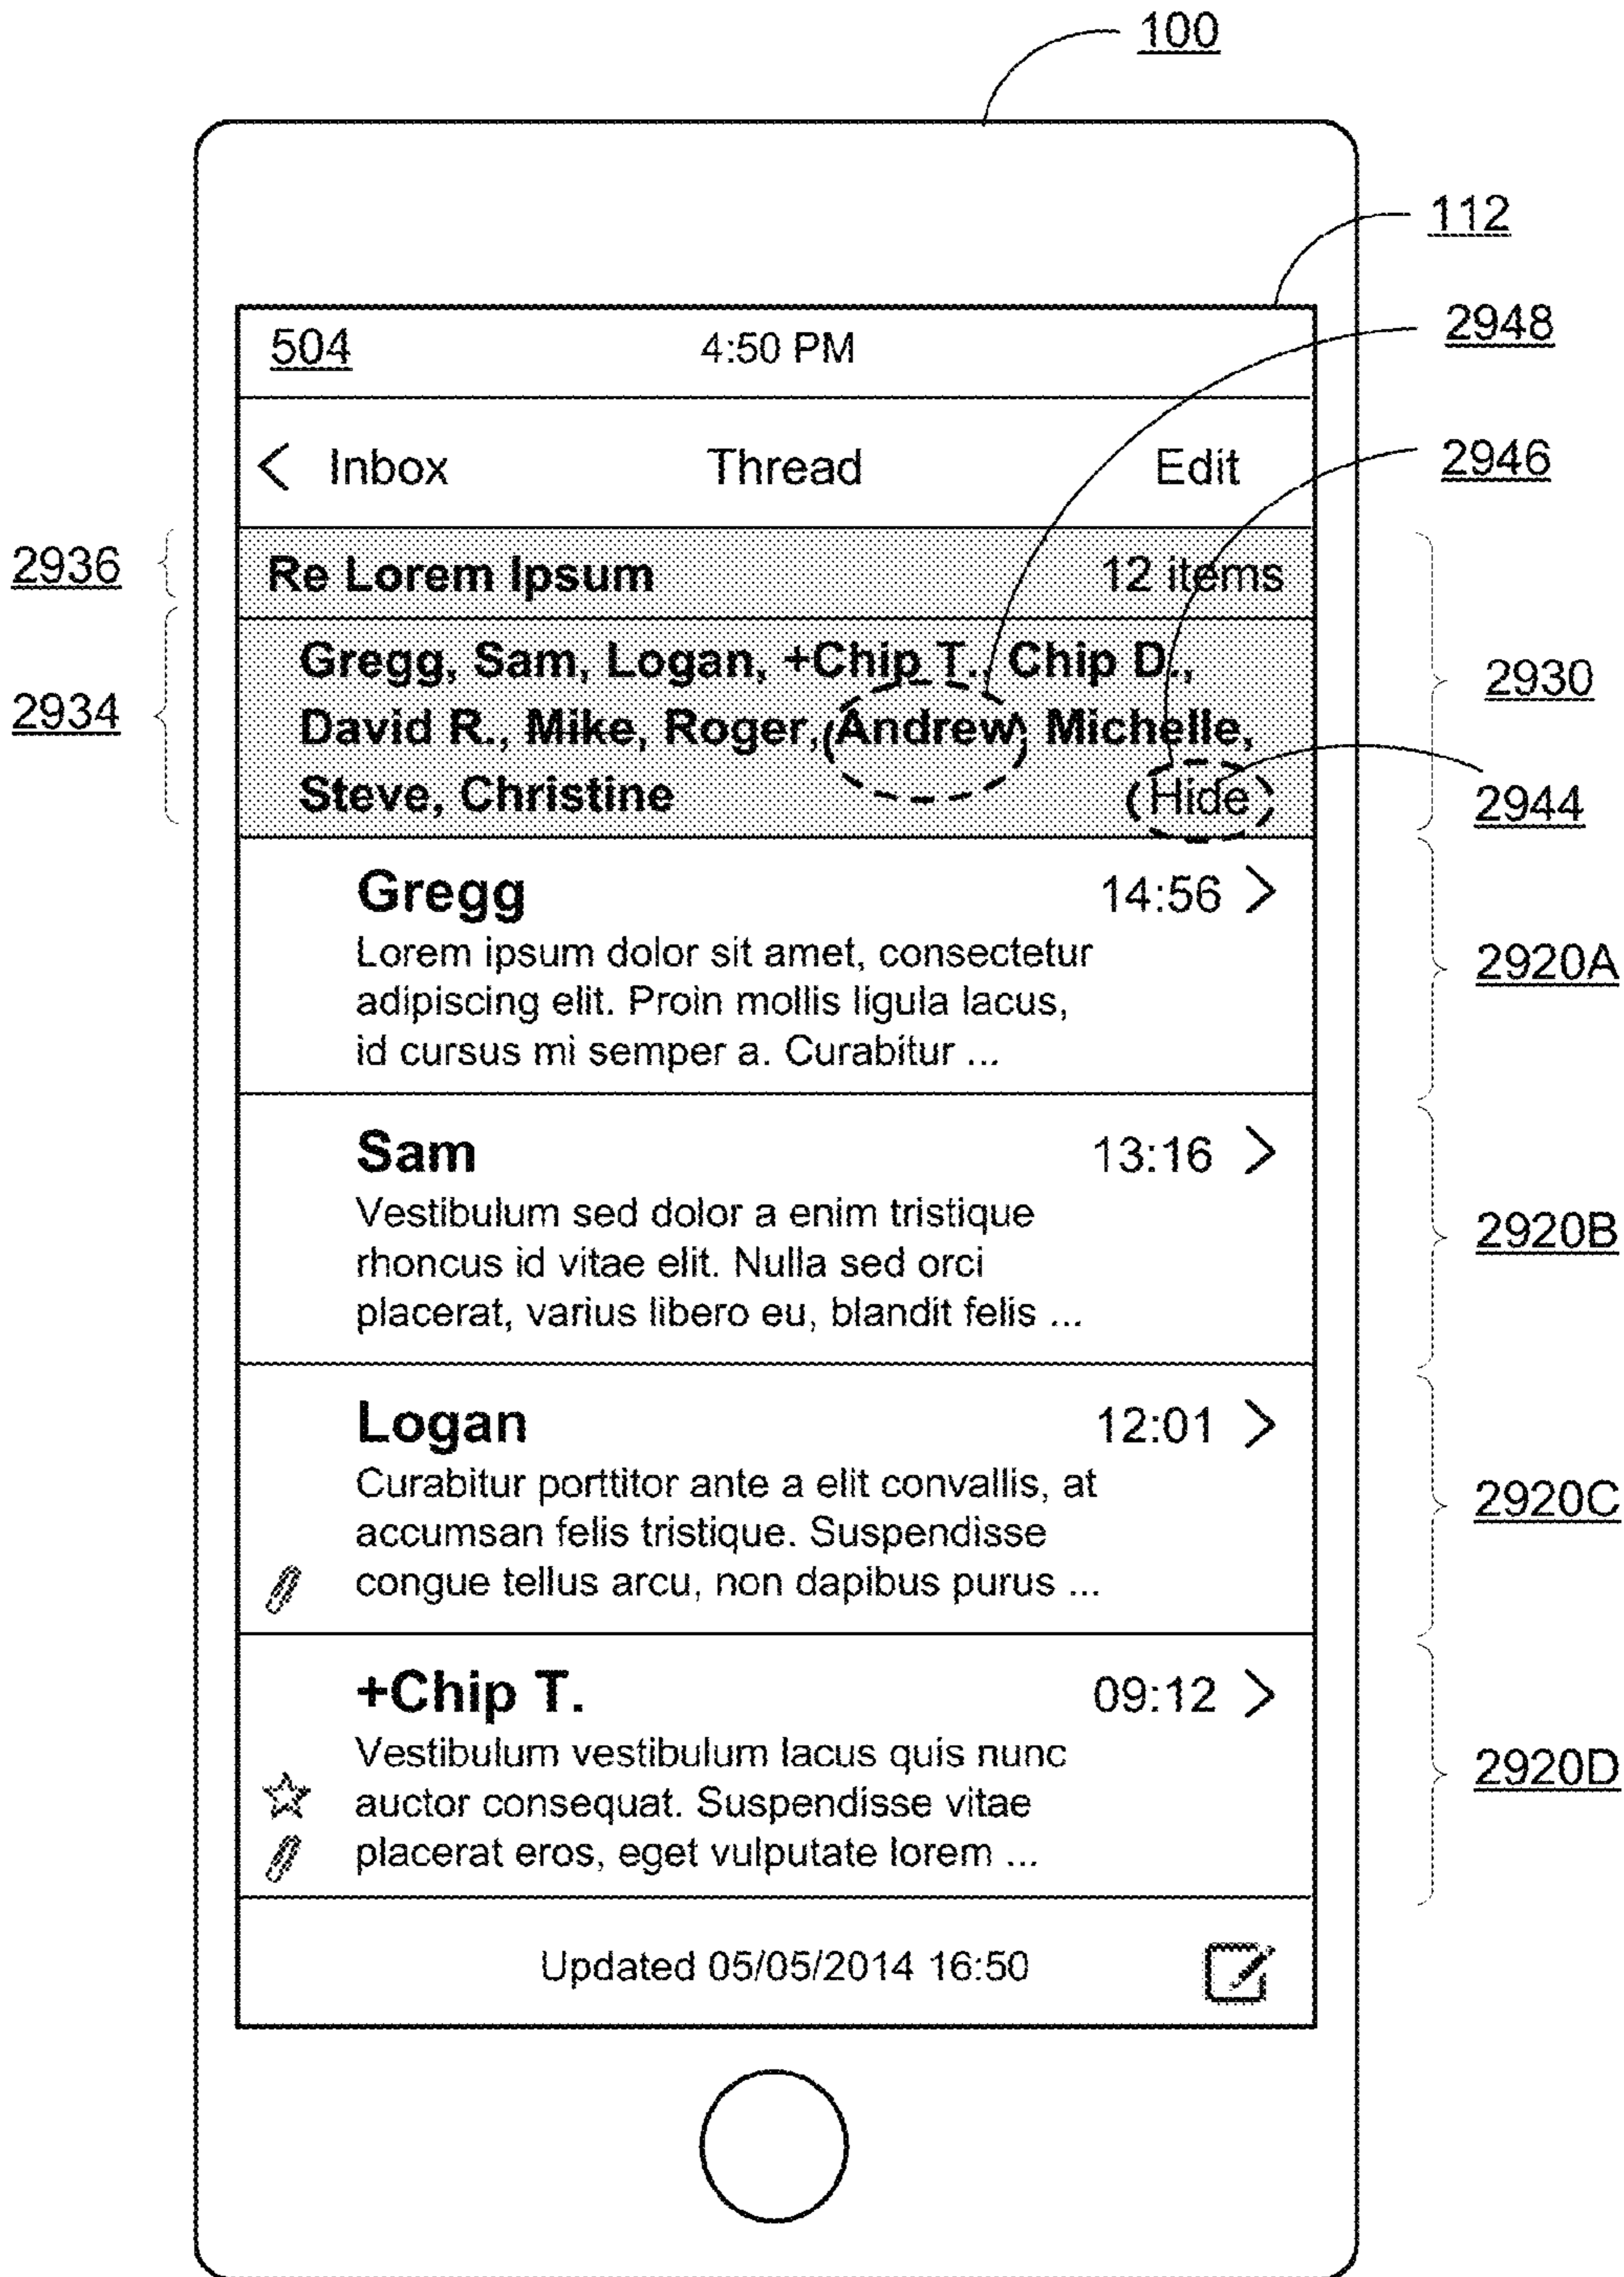 100
112
504
4:50 PM
2948
< Inbox
Thread
Edit
2946
2936
Re Lorem Ipsum
12 items
2930
2934
Gregg, Sam, Logan, +Chip T., Chip D.,
David R., Mike, Roger, Andrew, Michelle,
Steve, Christine
Hide
2944
Gregg
14:56 >
Lorem ipsum dolor sit amet, consectetur
adipiscing elit. Proin mollis ligula lacus,
id cursus mi semper a. Curabitur ...
2920A
Sam
13:16 >
Vestibulum sed dolor a enim tristique
rhoncus id vitae elit. Nulla sed orci
placerat, varius libero eu, blandit felis ...
2920B
Logan
12:01 >
Curabitur porttitor ante a elit convallis, at
accumsan felis tristique. Suspendisse
congue tellus arcu, non dapibus purus ...
2920C
+Chip T.
09:12 >
Vestibulum vestibulum lacus quis nunc
auctor consequat. Suspendisse vitae
placerat eros, eget vulputate lorem ...
2920D
Updated 05/05/2014 16:50